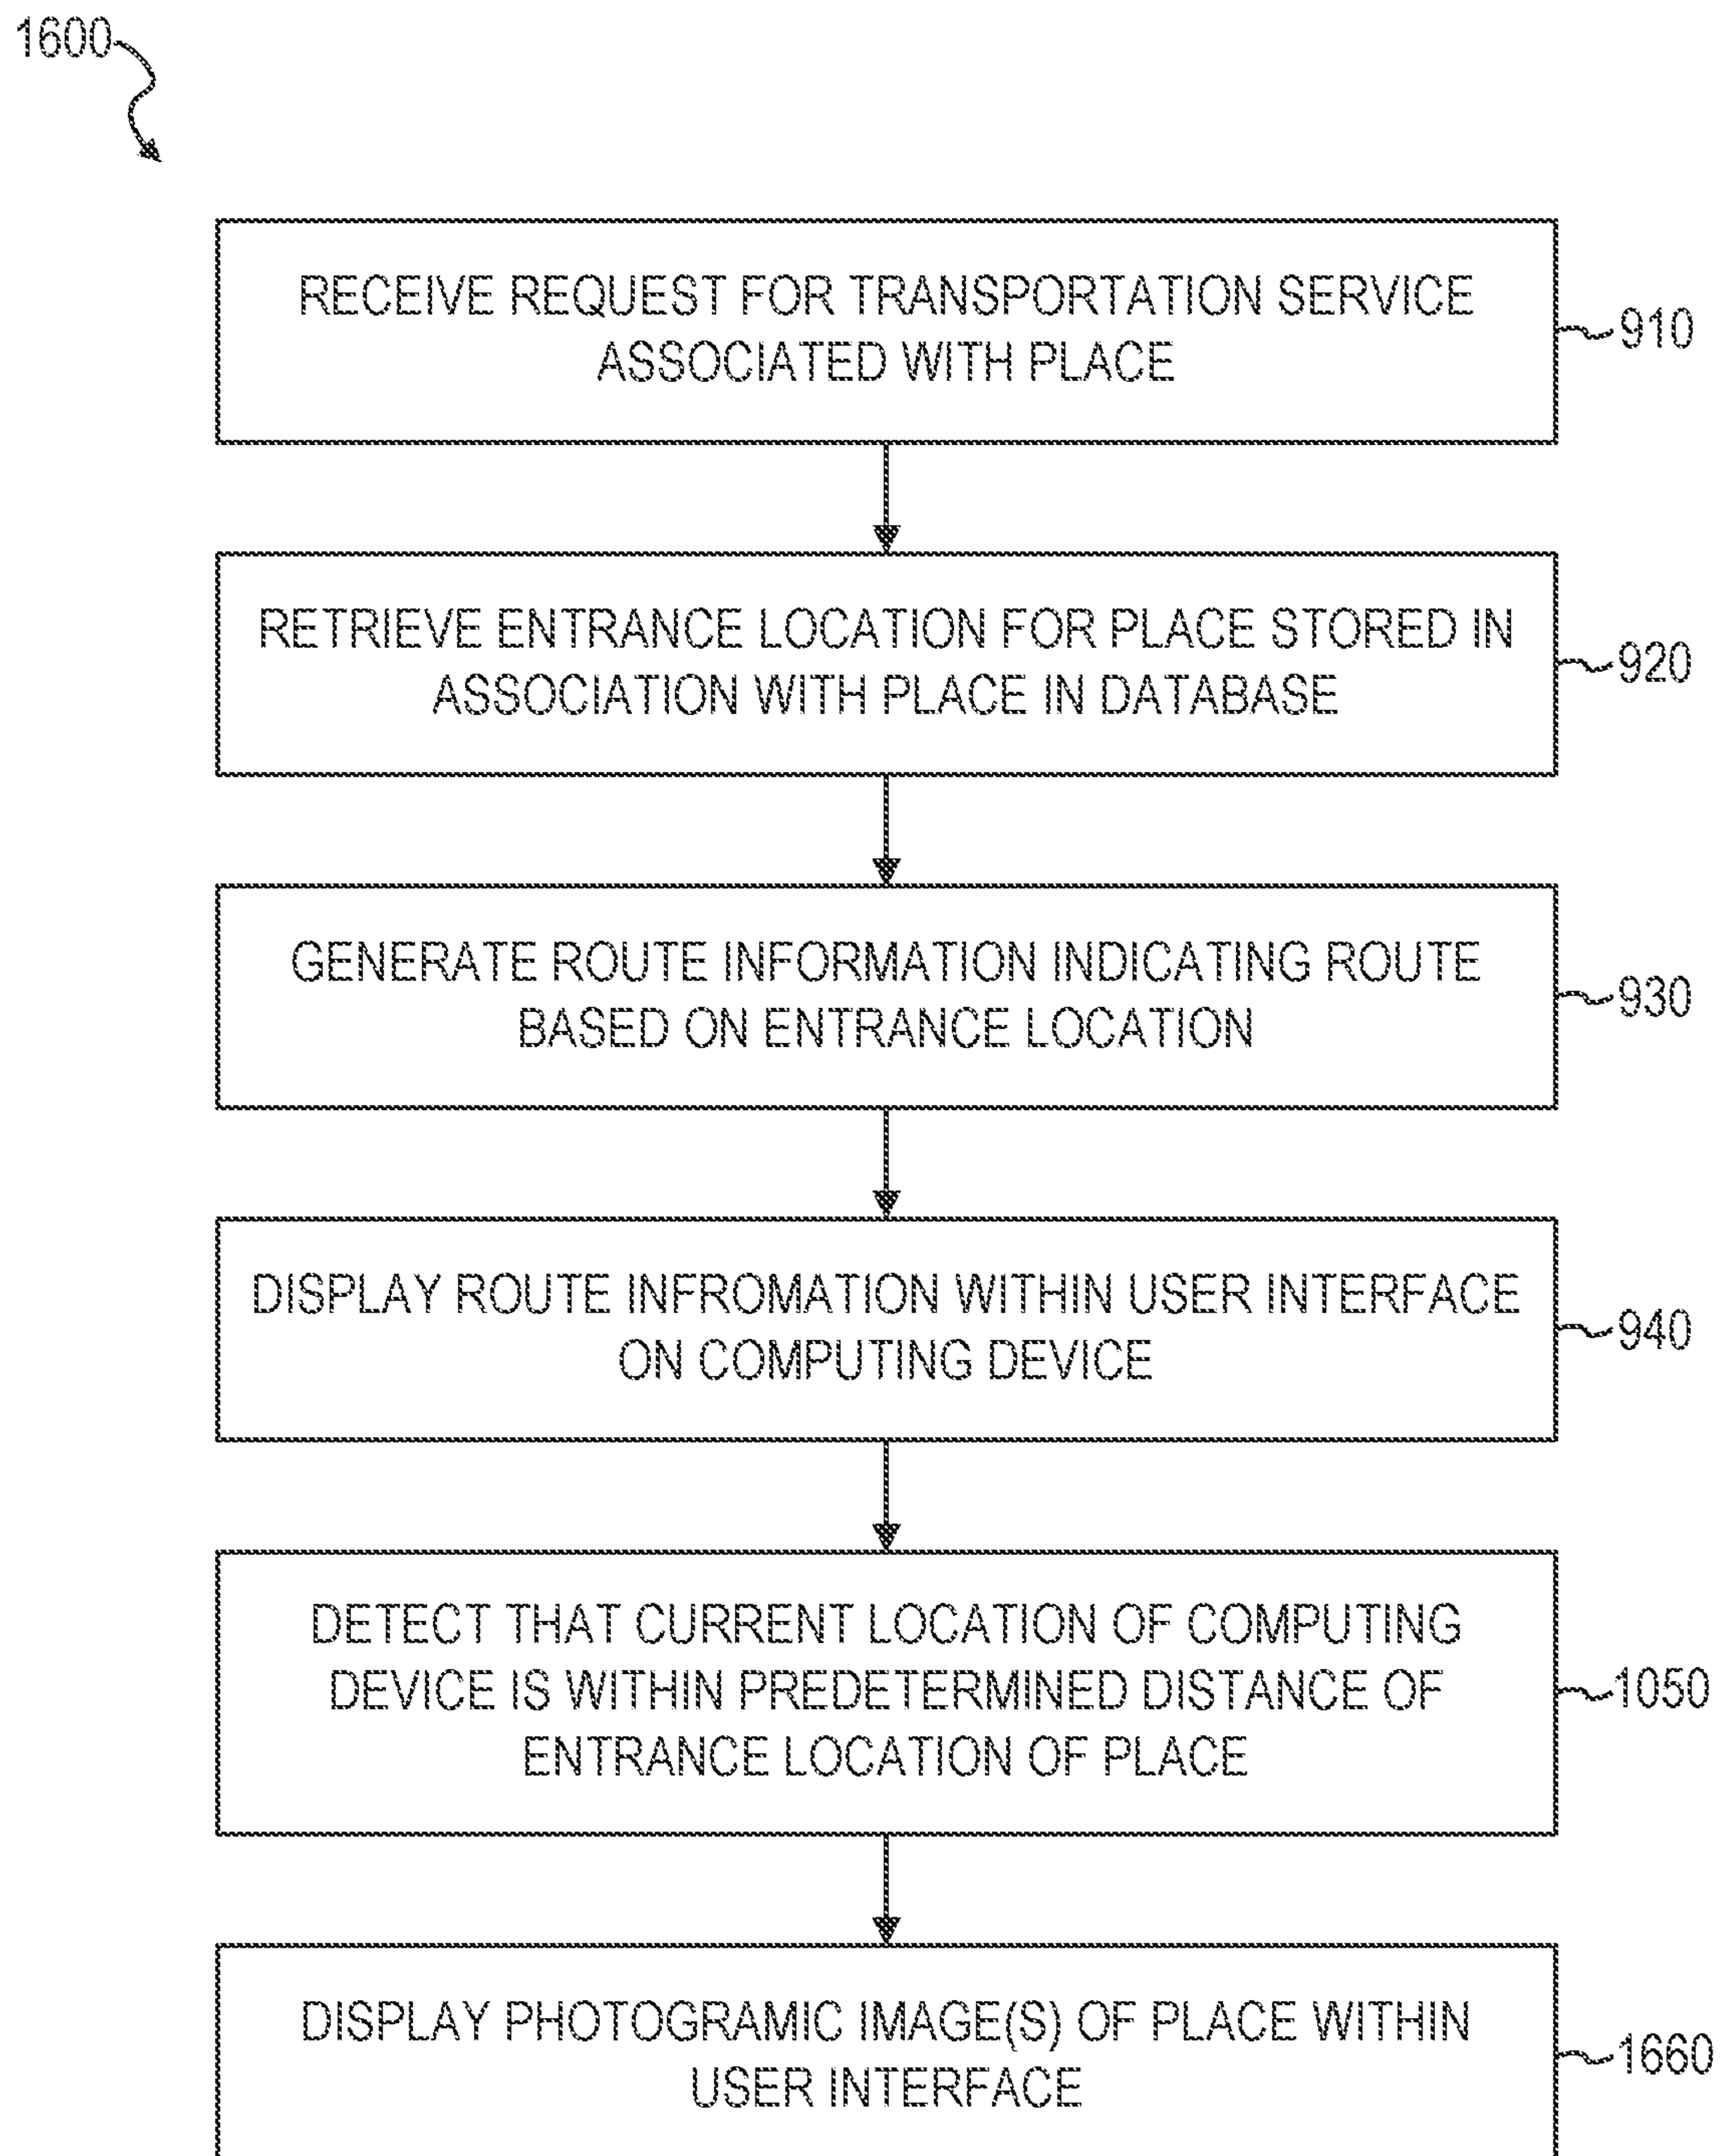 1600
RECEIVE REQUEST FOR TRANSPORTATION SERVICE
ASSOCIATED WITH PLACE
910
RETRIEVE ENTRANCE LOCATION FOR PLACE STORED IN
ASSOCIATION WITH PLACE IN DATABASE
920
GENERATE ROUTE INFORMATION INDICATING ROUTE
BASED ON ENTRANCE LOCATION
930
DISPLAY ROUTE INFROMATION WITHIN USER INTERFACE
ON COMPUTING DEVICE
940
DETECT THAT CURRENT LOCATION OF COMPUTING
DEVICE IS WITHIN PREDETERMINED DISTANCE OF
ENTRANCE LOCATION OF PLACE
1050
DISPLAY PHOTOGRAMIC IMAGE(S) OF PLACE WITHIN
USER INTERFACE
1660